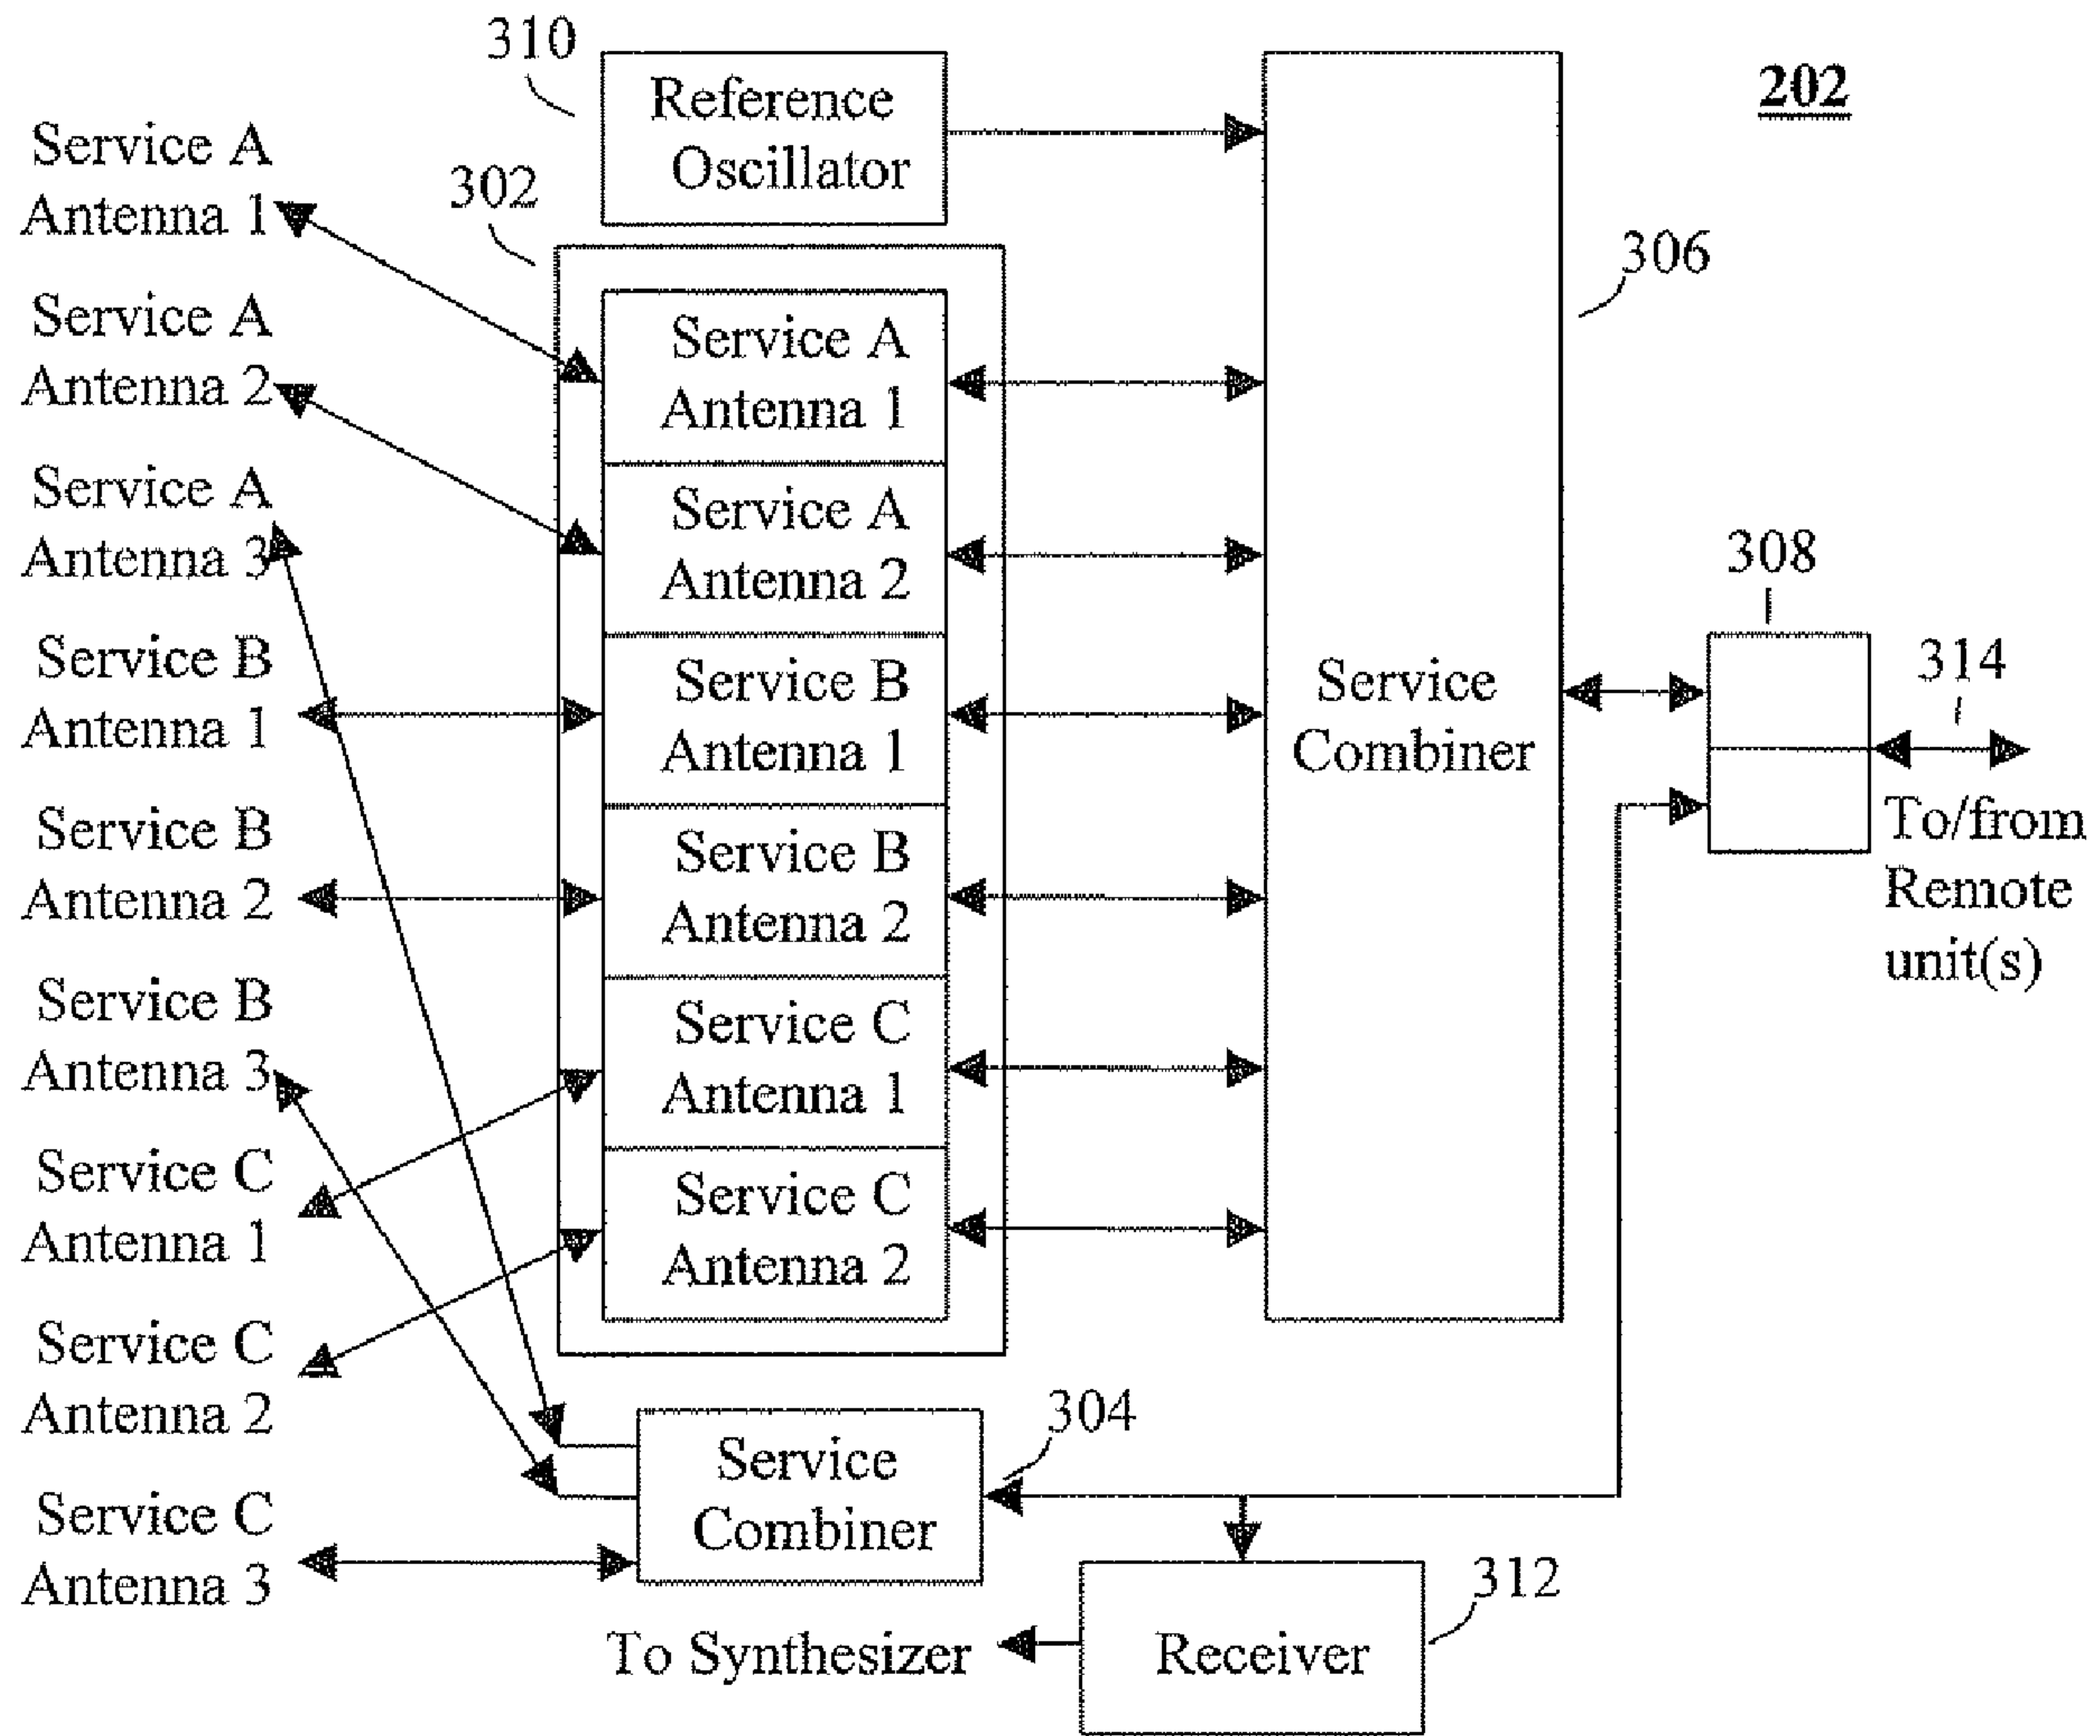 310
Reference
Oscillator
202
Service A
Antenna 1
302
306
Service A
Antenna 2
Service A
Antenna 3
Service B
Antenna 1
Service B
Antenna 2
Service B
Antenna 3
Service C
Antenna 1
Service C
Antenna 2
Service C
Antenna 3
Service A
Antenna 1
Service A
Antenna 2
Service B
Antenna 1
Service B
Antenna 2
Service C
Antenna 1
Service C
Antenna 2
Service
Combiner
308
314
To/from
Remote
unit(s)
304
Service
Combiner
312
Receiver
To Synthesizer